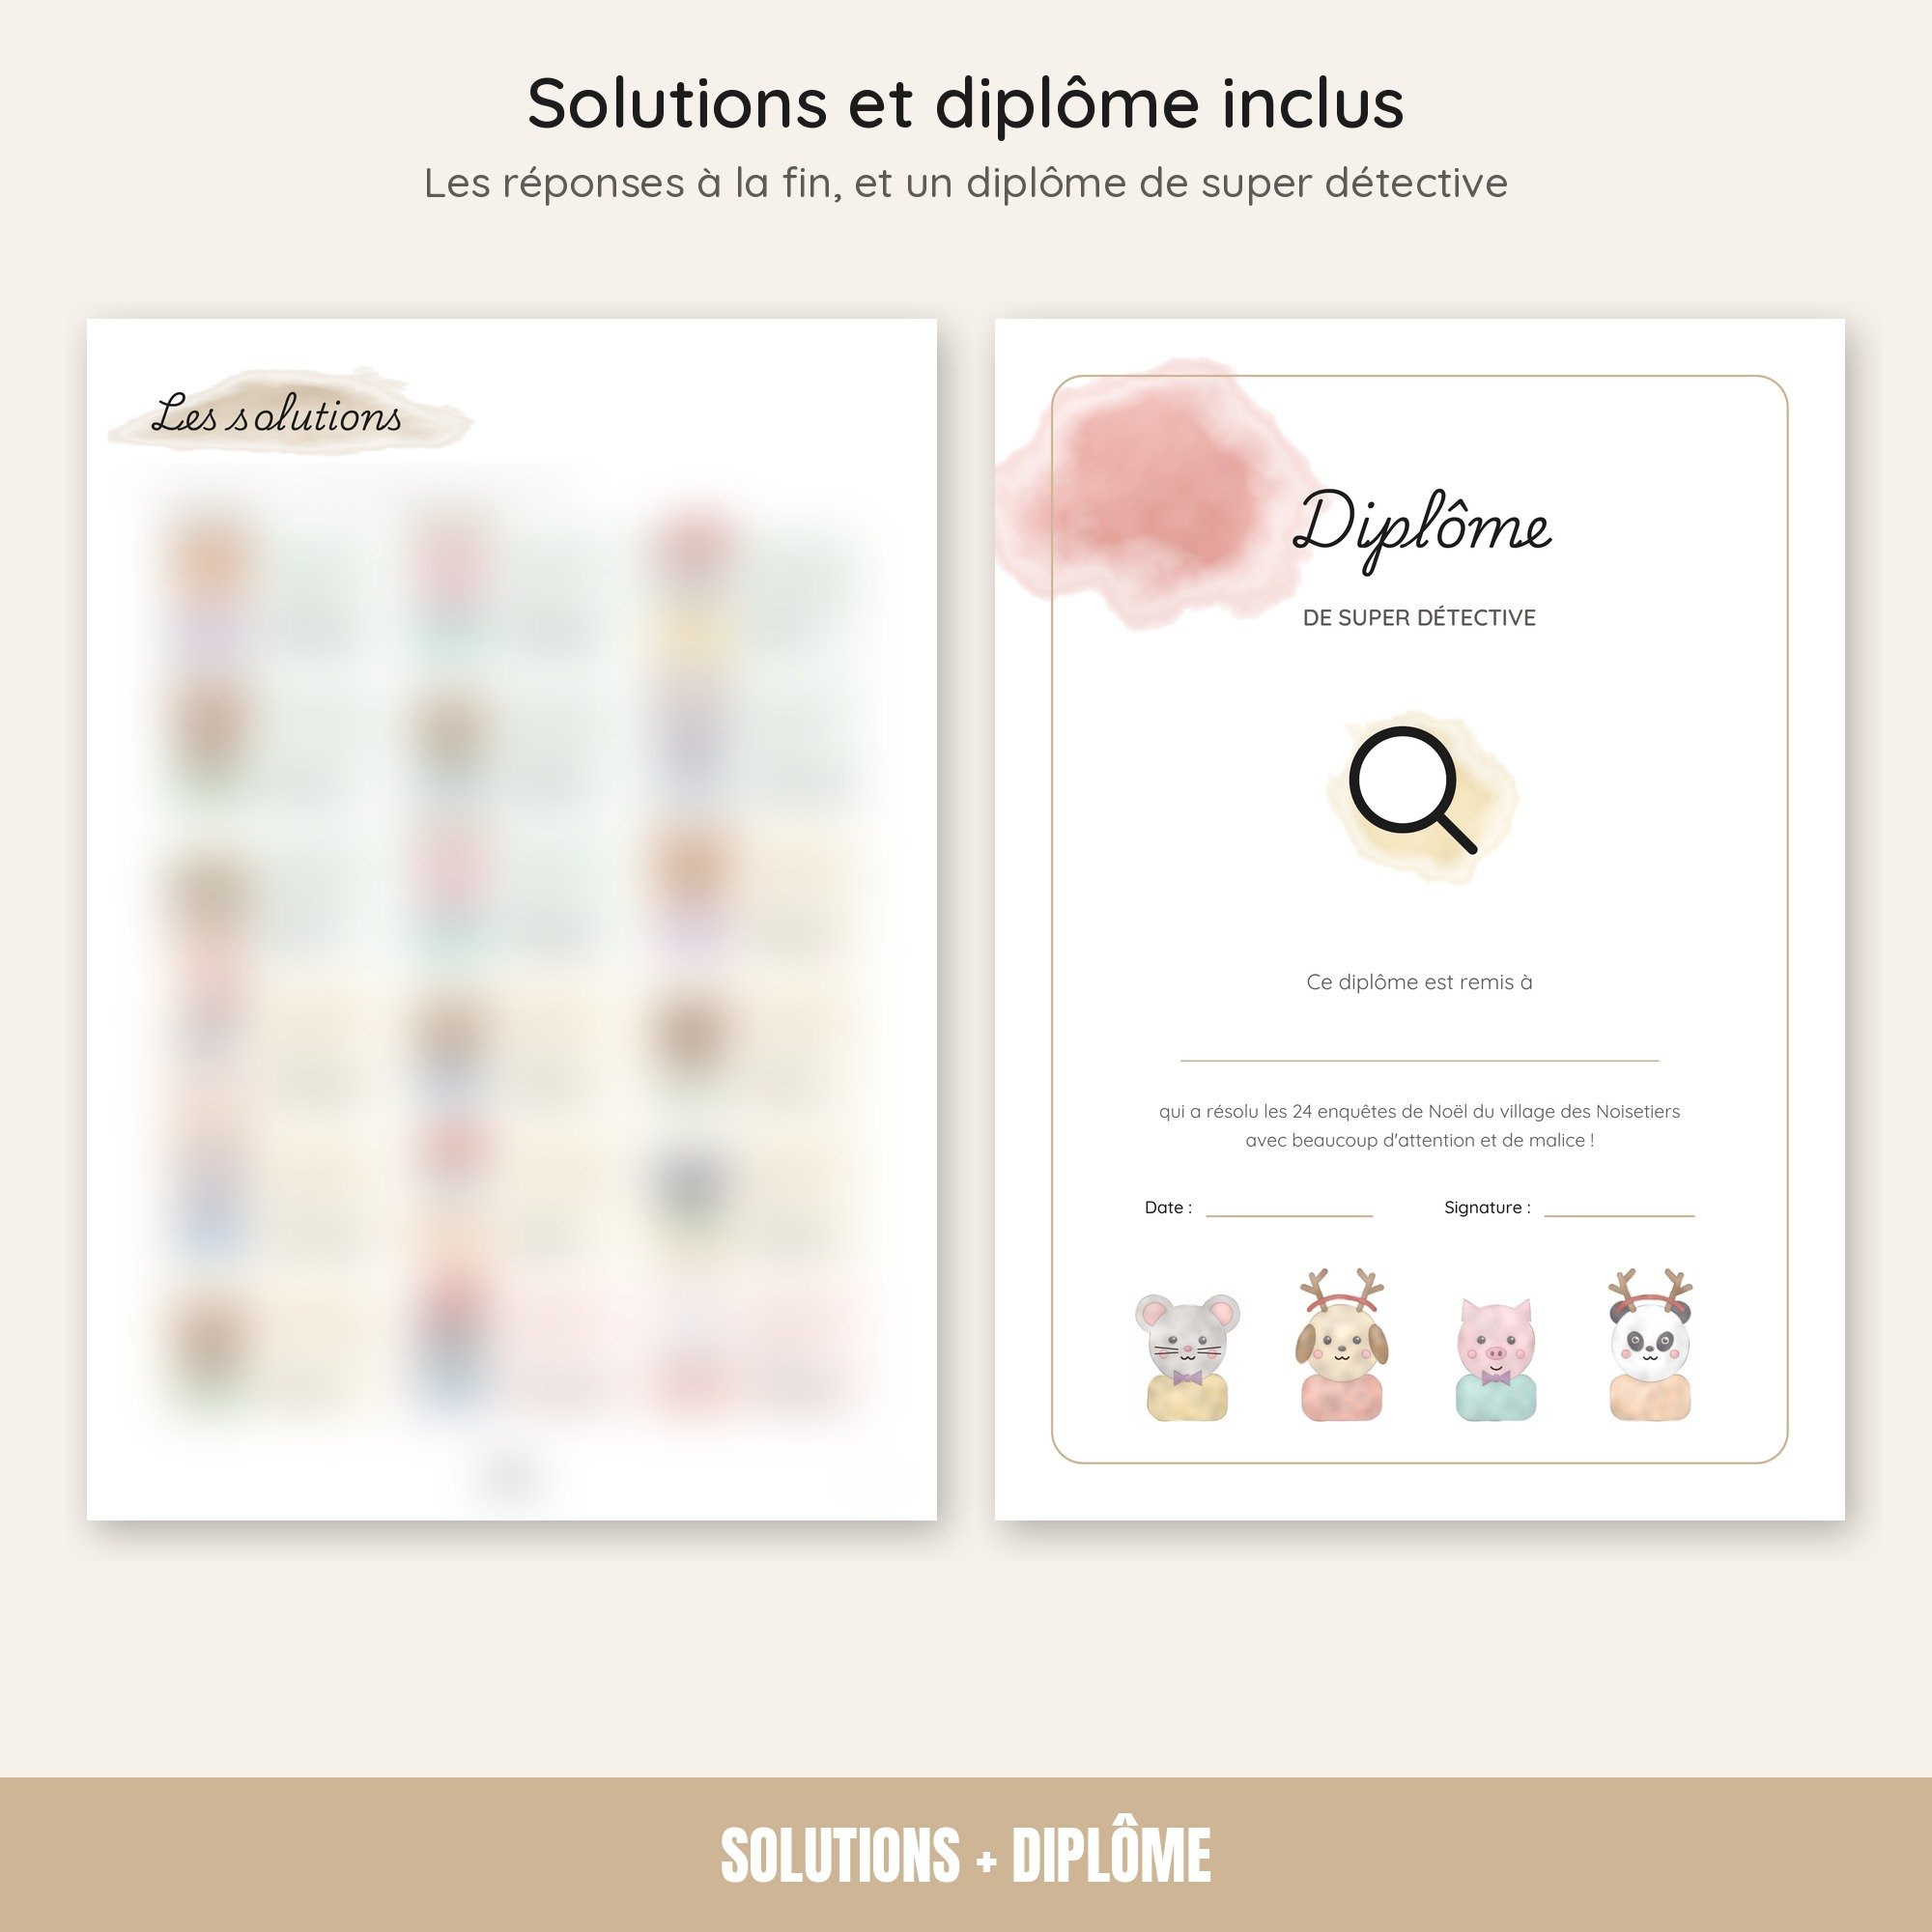 Solutions et diplôme inclus
Les réponses à la fin, et un diplôme de super détective
Les solutions
Diplôme
DE SUPER DÉTECTIVE
Ce diplôme est remis à
qui a résolu les 24 enquêtes de Noël du village des Noisetiers
avec beaucoup d'attention et de malice !
Date :
Signature :
SOLUTIONS + DIPLÔME